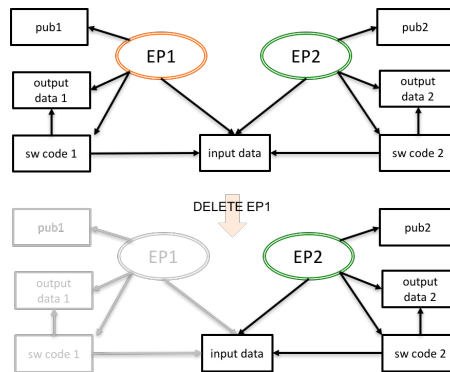 pub1
pub2
EP1
EP2
output
data 1
output
data 2
sw code 1
input data
sw code 2
DELETE EP1
pub1
pub2
EP1
EP2
output
data 1
output
data 2
sw code 1
input data
sw code 2